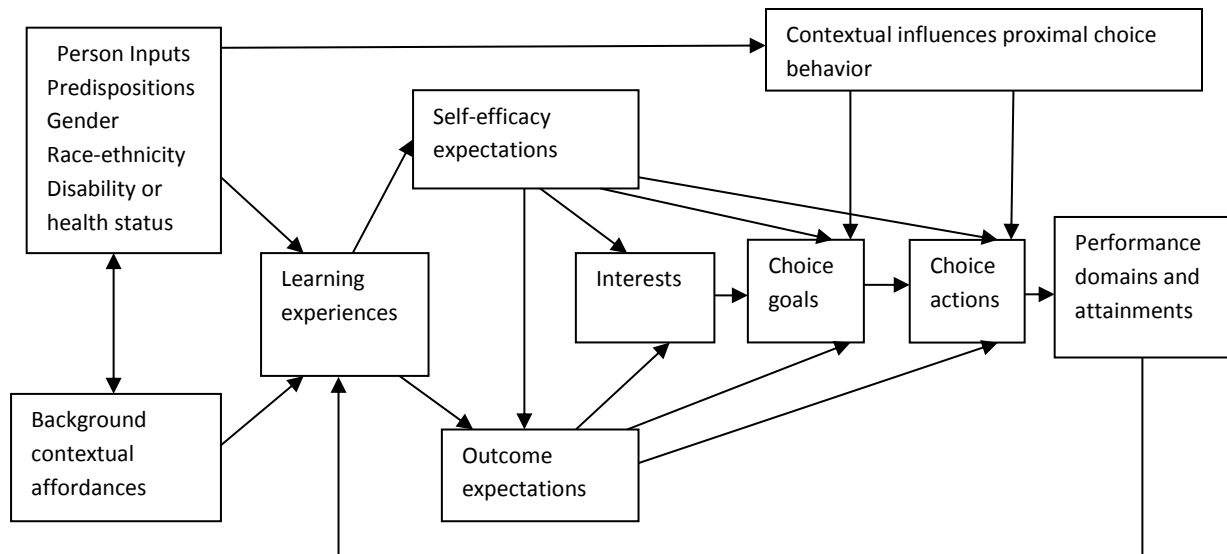 Person Inputs
Predispositions
Gender
Race-ethnicity
Disability or
health status
Contextual influences proximal choice
behavior
Self-efficacy
expectations
Learning
experiences
Interests
Choice
goals
Choice
actions
Performance
domains and
attainments
Background
contextual
affordances
Outcome
expectations